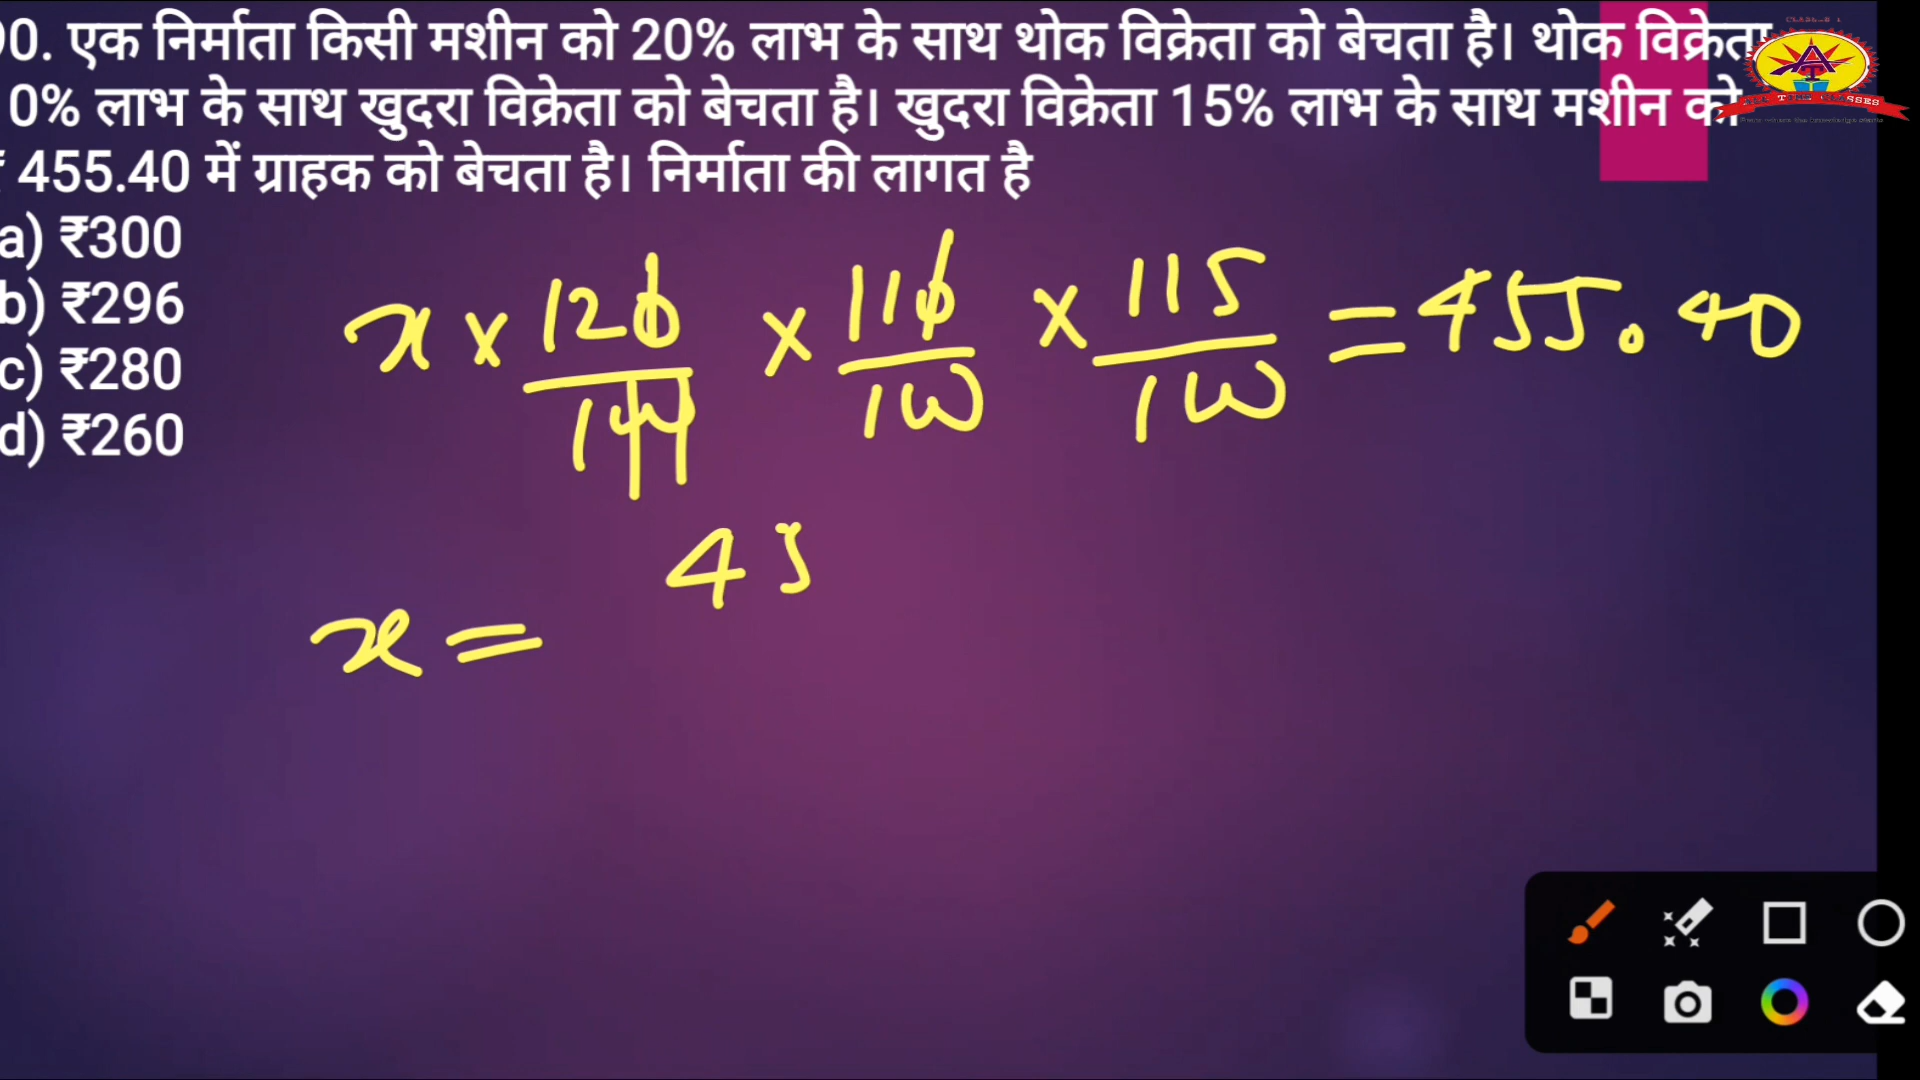 0. एक निर्माता किसी मशीन को 20% लाभ के साथ थोक विक्रेता को बेचता है। थोक विक्रेता
0% लाभ के साथ खुदरा विक्रेता को बेचता है। खुदरा विक्रेता 15% लाभ के साथ मशीन को
455.40 में ग्राहक को बेचता है। निर्माता की लागत है
a) ₹300
b) ₹296
c) ₹280
d) ₹260
x × 120/100 × 110/100 × 115/100 = 455.40
x = 45